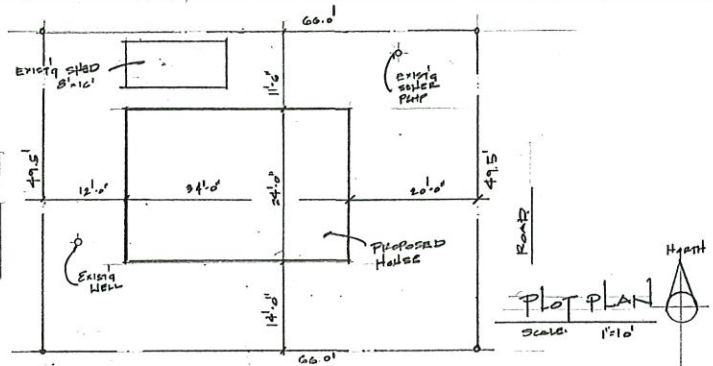 66.0'
EXIST'G SHED
8'x16'
EXIST'G
SEWER
PUMP
11'-6"
49.5'
12'-0"
34'-0"
24'-0"
20'-0"
49.5'
EXIST'G
WELL
PROPOSED
HOUSE
ROAD
NORTH
14'-0"
66.0'
PLOT PLAN
SCALE: 1"=10'